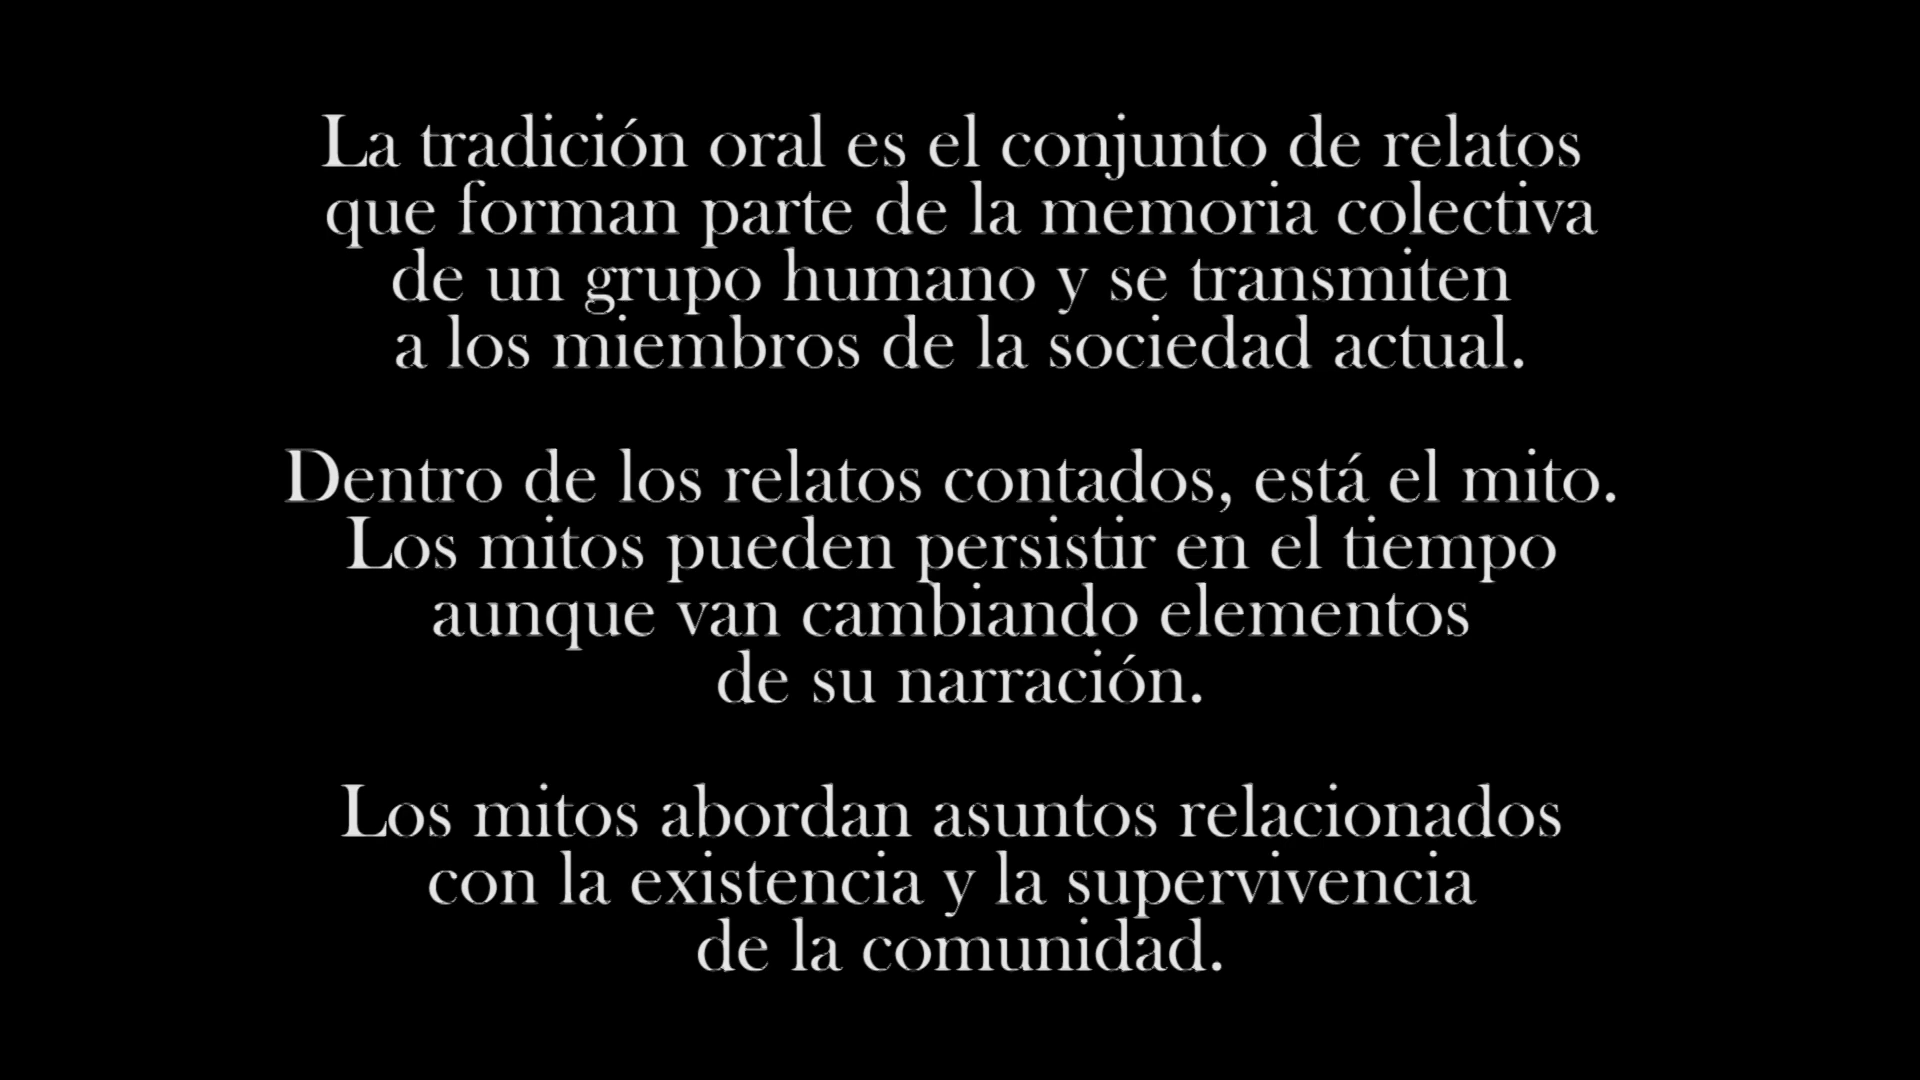 La tradición oral es el conjunto de relatos
que forman parte de la memoria colectiva
de un grupo humano y se transmiten
a los miembros de la sociedad actual.
Dentro de los relatos contados, está el mito.
Los mitos pueden persistir en el tiempo
aunque van cambiando elementos
de su narración.
Los mitos abordan asuntos relacionados
con la existencia y la supervivencia
de la comunidad.